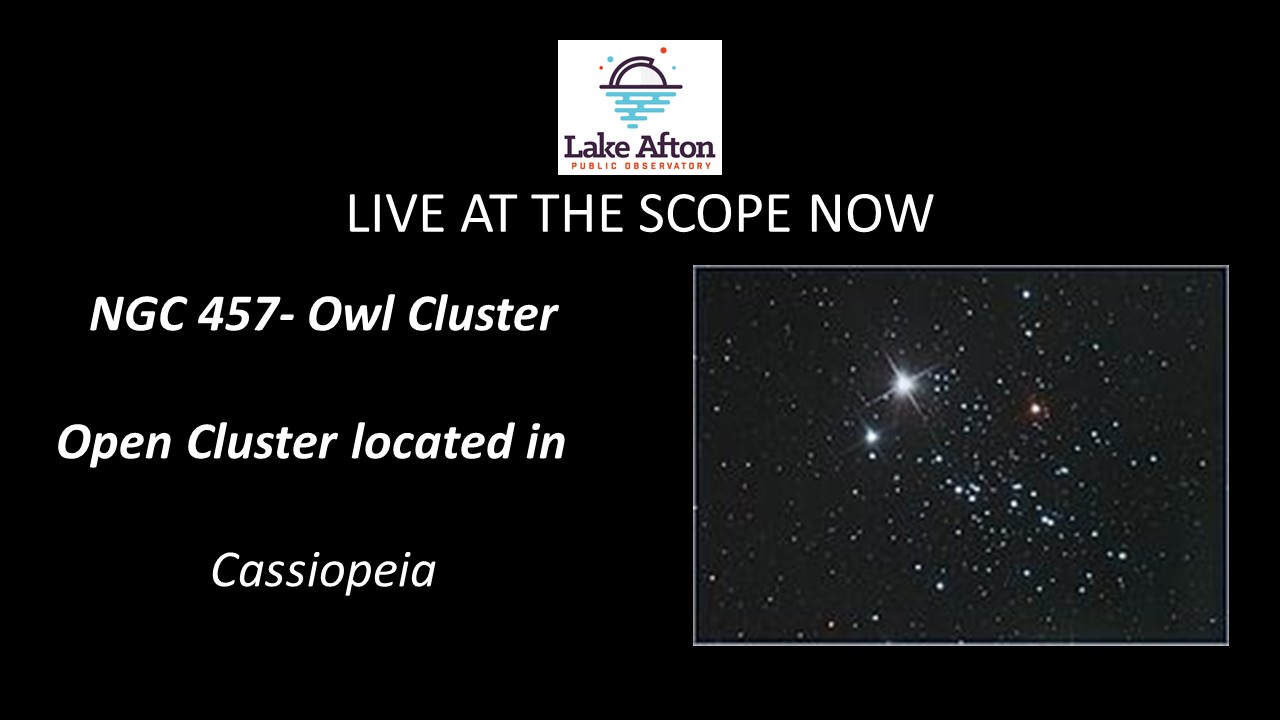 Lake Afton
PUBLIC OBSERVATORY
LIVE AT THE SCOPE NOW
NGC 457- Owl Cluster
Open Cluster located in
Cassiopeia